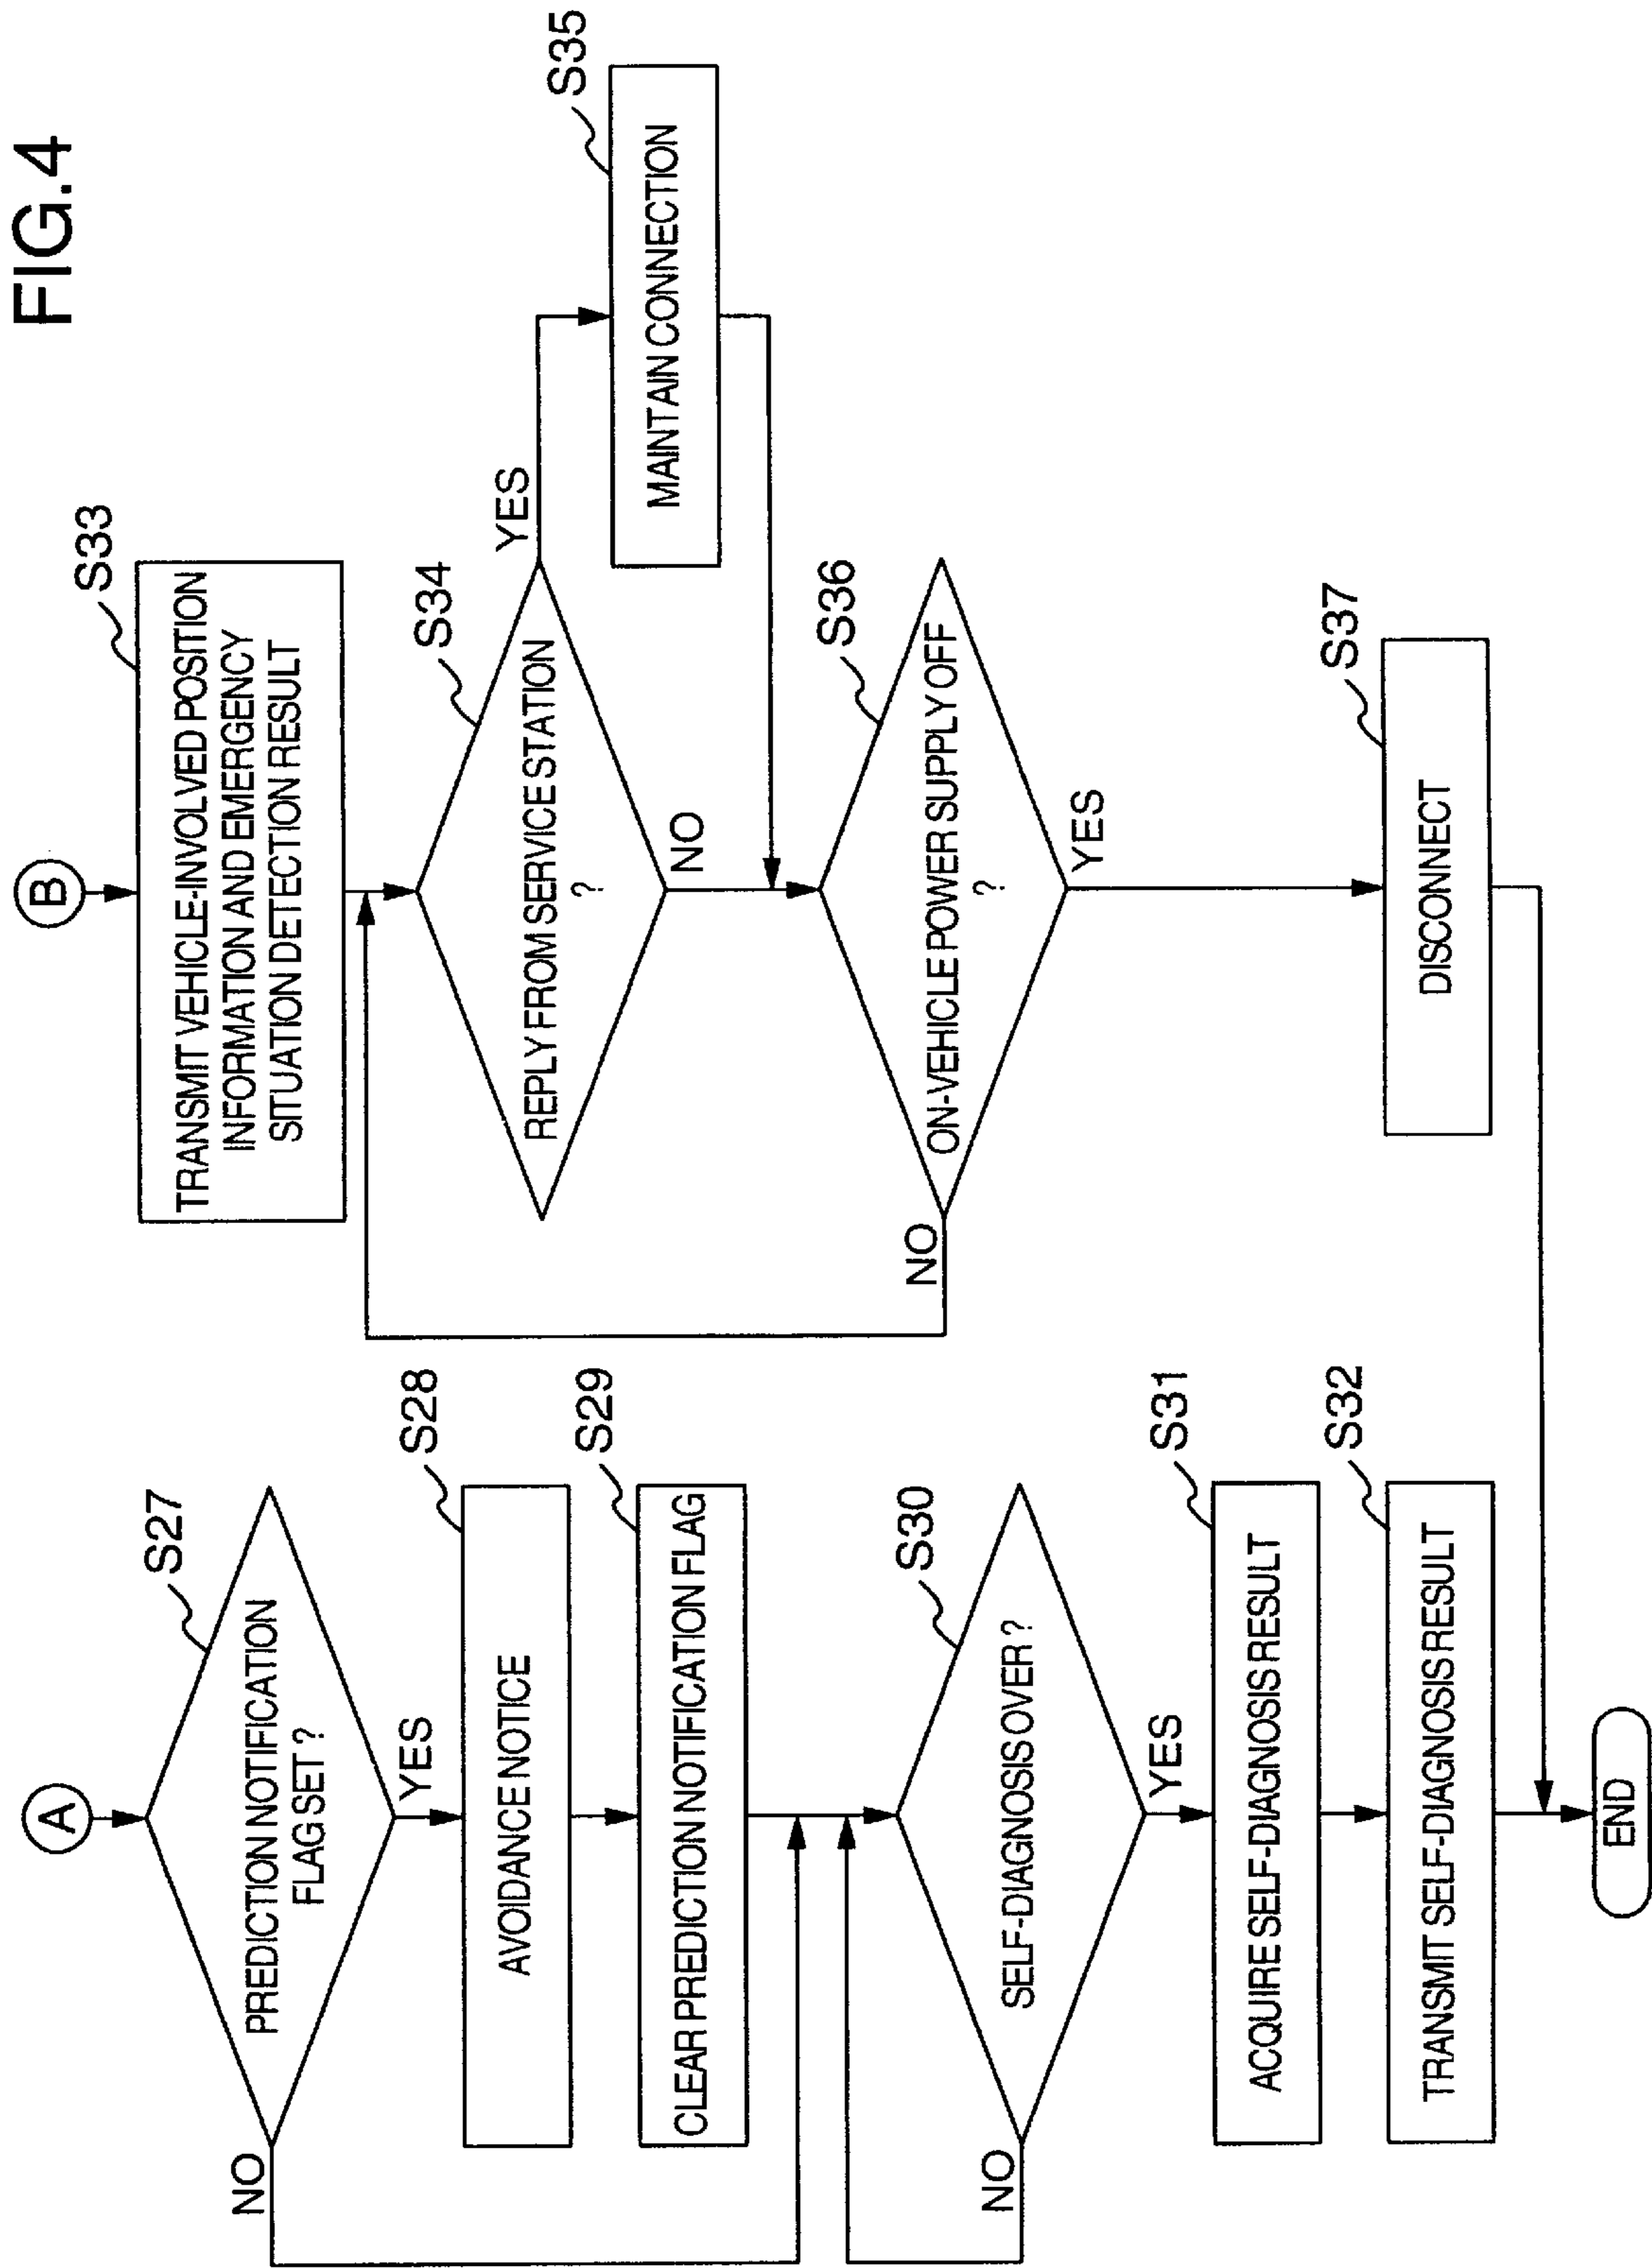 FIG.4
A
PREDICTION NOTIFICATION
FLAG SET ?
S27
NO
YES
AVOIDANCE NOTICE
S28
CLEAR PREDICTION NOTIFICATION FLAG
S29
SELF-DIAGNOSIS OVER ?
S30
NO
YES
ACQUIRE SELF-DIAGNOSIS RESULT
S31
TRANSMIT SELF-DIAGNOSIS RESULT
S32
END
B
TRANSMIT VEHICLE-INVOLVED POSITION
INFORMATION AND EMERGENCY
SITUATION DETECTION RESULT
S33
REPLY FROM SERVICE STATION
?
S34
YES
NO
MAINTAIN CONNECTION
S35
ON-VEHICLE POWER SUPPLY OFF
?
S36
NO
YES
DISCONNECT
S37